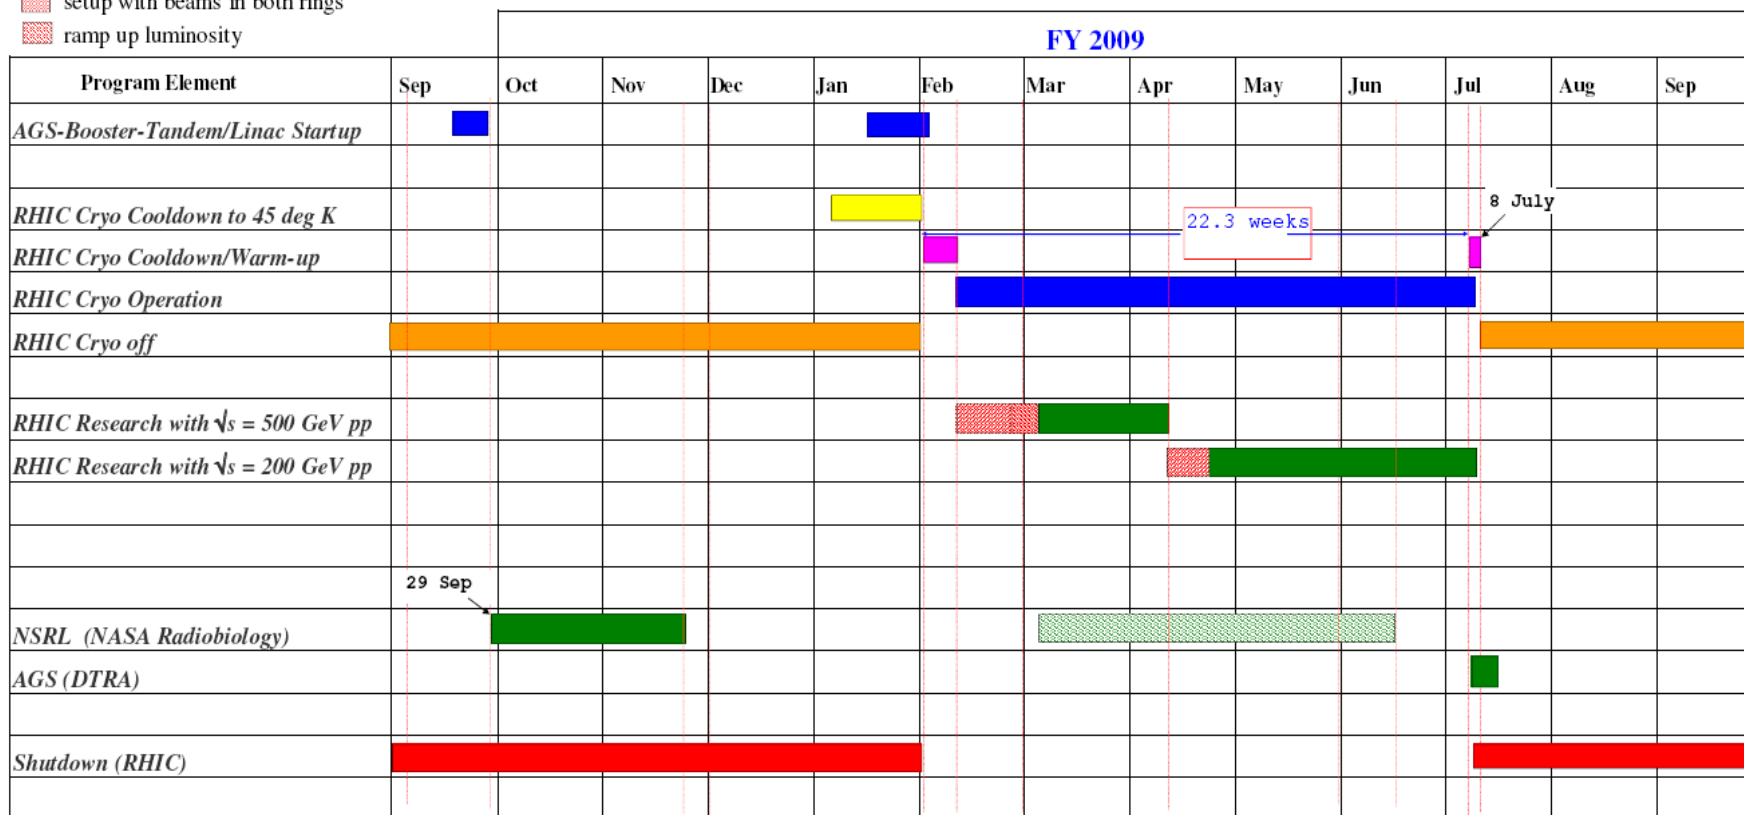 setup with beams in both rings
ramp up luminosity
FY 2009
Program Element Sep Oct Nov Dec Jan Feb Mar Apr May Jun Jul Aug Sep
AGS-Booster-Tandem/Linac Startup
RHIC Cryo Cooldown to 45 deg K
8 July
22.3 weeks
RHIC Cryo Cooldown/Warm-up
RHIC Cryo Operation
RHIC Cryo off
RHIC Research with √s = 500 GeV pp
RHIC Research with √s = 200 GeV pp
29 Sep
NSRL (NASA Radiobiology)
AGS (DTRA)
Shutdown (RHIC)